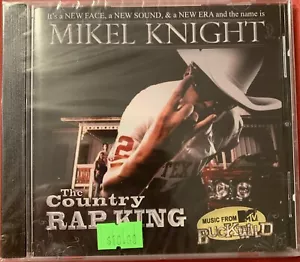 It's a NEW FACE, a NEW SOUND, & a NEW ERA and the name is
MIKEL KNIGHT
TEX
The
Country
RAP KING
MUSIC FROM
MTV